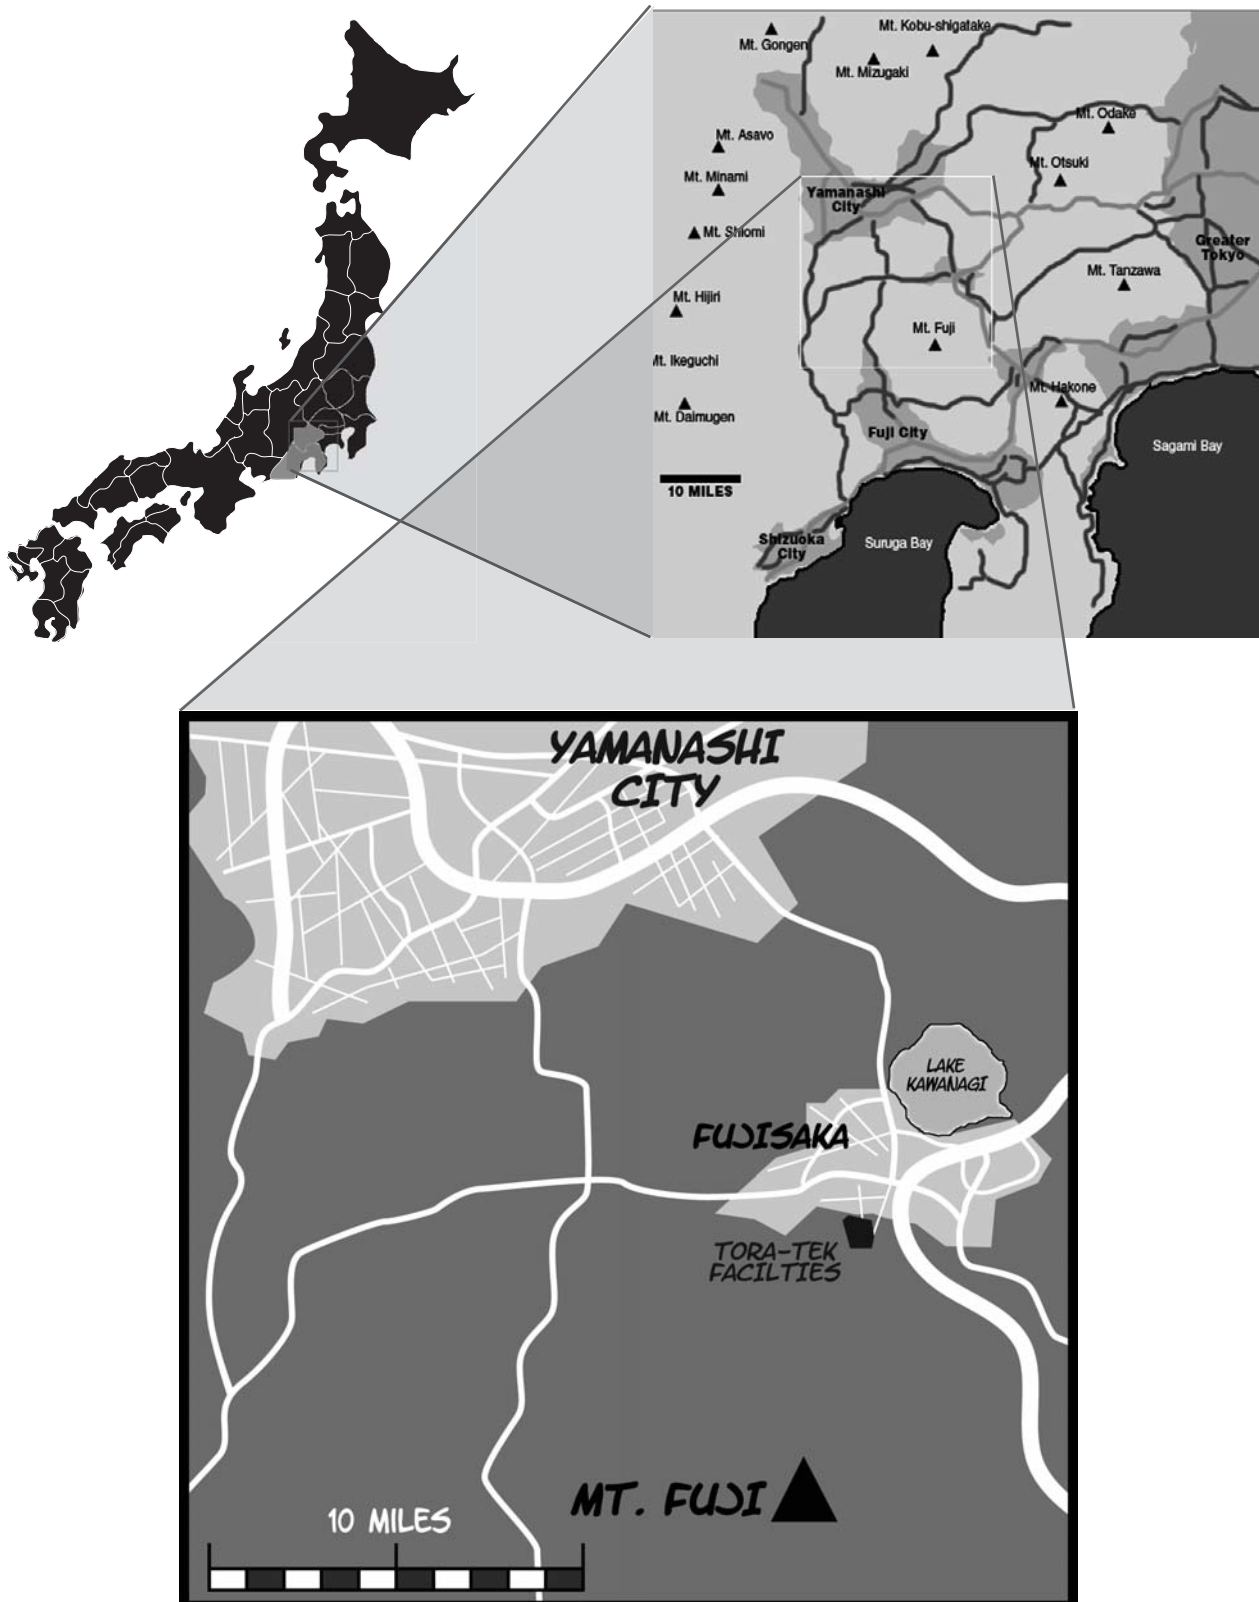 Mt. Gongen
Mt. Kobu-shigatake
Mt. Mizugaki
Mt. Odake
Mt. Asavo
Mt. Otsuki
Mt. Minami
Yamanashi
City
Mt. Shiomi
Greater
Tokyo
Mt. Tanzawa
Mt. Hijiri
Mt. Fuji
Mt. Ikeguchi
Mt. Hakone
Mt. Daimugen
Fuji City
Sagami Bay
10 MILES
Shizuoka
City
Suruga Bay
YAMANASHI
CITY
LAKE
KAWANAGI
FUJISAKA
TORA-TEK
FACILTIES
MT. FUJI
10 MILES